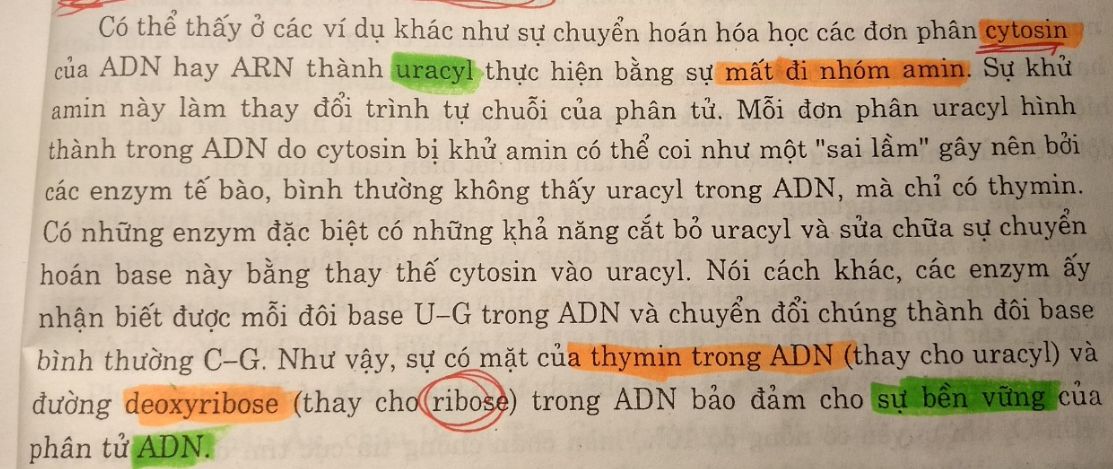 Có thể thấy ở các ví dụ khác như sự chuyển hoán hóa học các đơn phân cytosin
của ADN hay ARN thành uracyl thực hiện bằng sự mất đi nhóm amin. Sự khử
amin này làm thay đổi trình tự chuỗi của phân tử. Mỗi đơn phân uracyl hình
thành trong ADN do cytosin bị khử amin có thể coi như một "sai lầm" gây nên bởi
các enzym tế bào, bình thường không thấy uracyl trong ADN, mà chỉ có thymin.
Có những enzym đặc biệt có những khả năng cắt bỏ uracyl và sửa chữa sự chuyển
hoán base này bằng thay thế cytosin vào uracyl. Nói cách khác, các enzym ấy
nhận biết được mỗi đôi base U–G trong ADN và chuyển đổi chúng thành đôi base
bình thường C–G. Như vậy, sự có mặt của thymin trong ADN (thay cho uracyl) và
đường deoxyribose (thay cho ribose) trong ADN bảo đảm cho sự bền vững của
phân tử ADN.